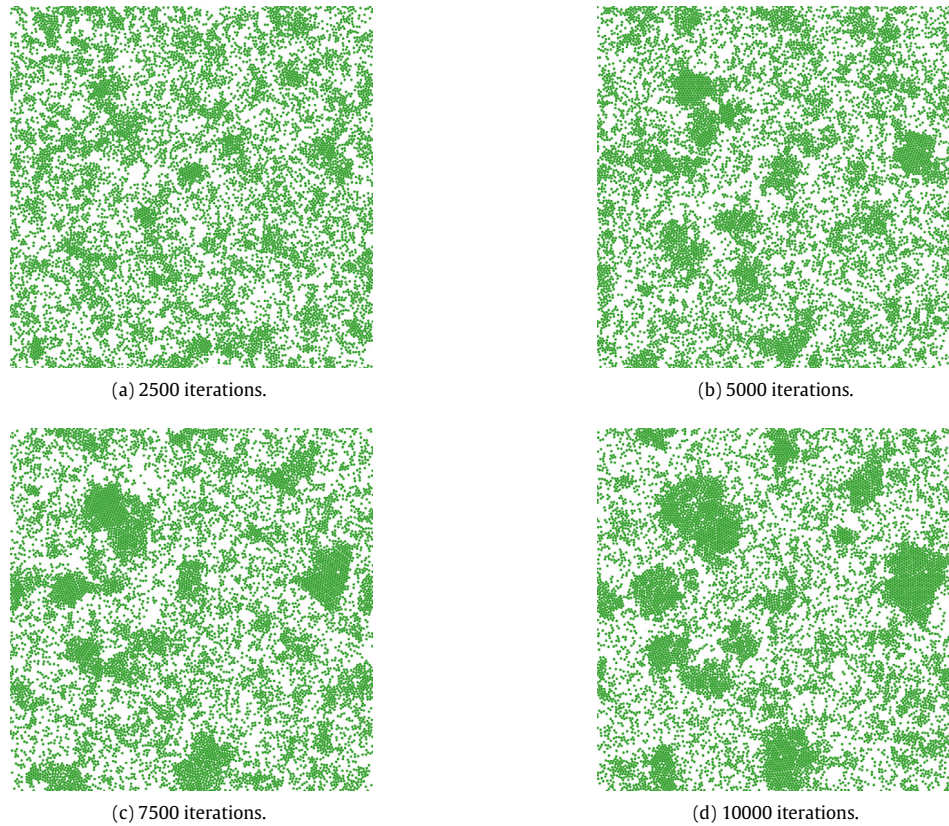 (a) 2500 iterations.
(b) 5000 iterations.
(c) 7500 iterations.
(d) 10000 iterations.